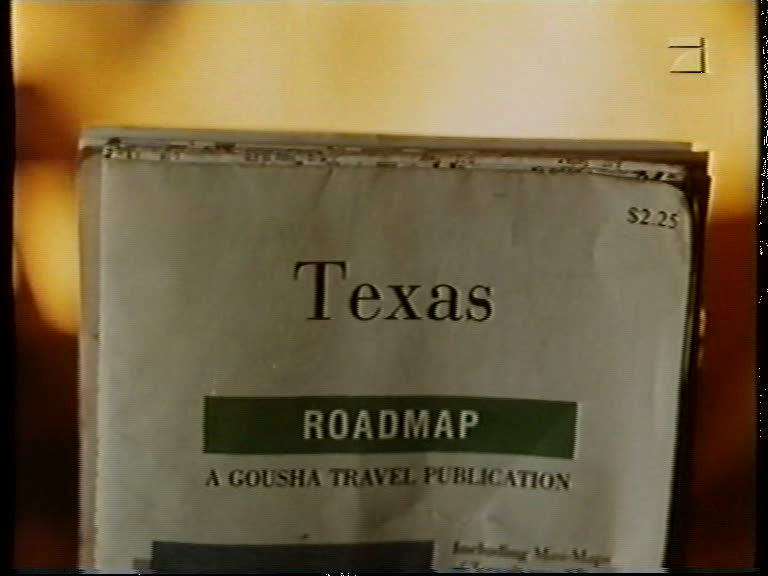 $2.25
Texas
ROADMAP
A GOUSHA TRAVEL PUBLICATION
Including Mini-Maps